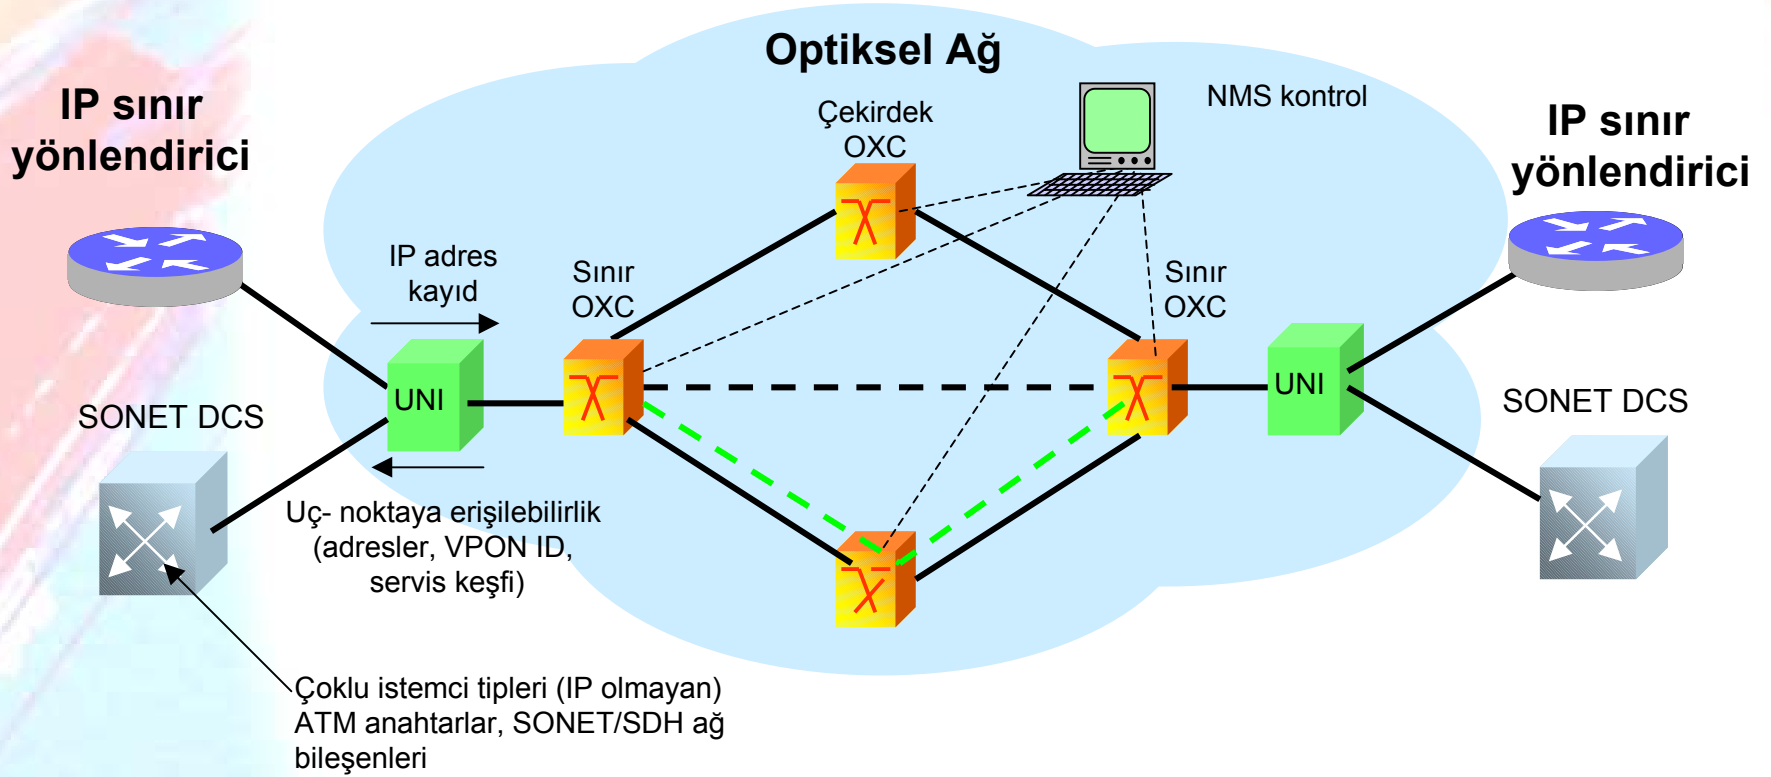 Optiksel Ağ
IP sınır
yönlendirici
Çekirdek
OXC
NMS kontrol
IP sınır
yönlendirici
IP adres
kayıd
Sınır
OXC
Sınır
OXC
UNI
UNI
SONET DCS
SONET DCS
Uç- noktaya erişilebilirlik
(adresler, VPON ID,
servis keşfi)
Çoklu istemci tipleri (IP olmayan)
ATM anahtarlar, SONET/SDH ağ
bileşenleri